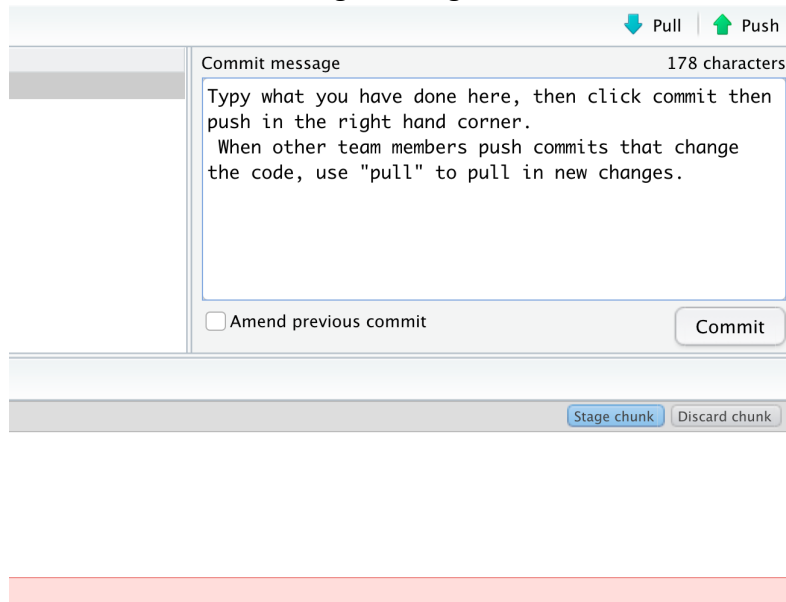 Pull Push
Commit message 178 characters
Typy what you have done here, then click commit then
push in the right hand corner.
When other team members push commits that change
the code, use "pull" to pull in new changes.
Amend previous commit Commit
Stage chunk Discard chunk